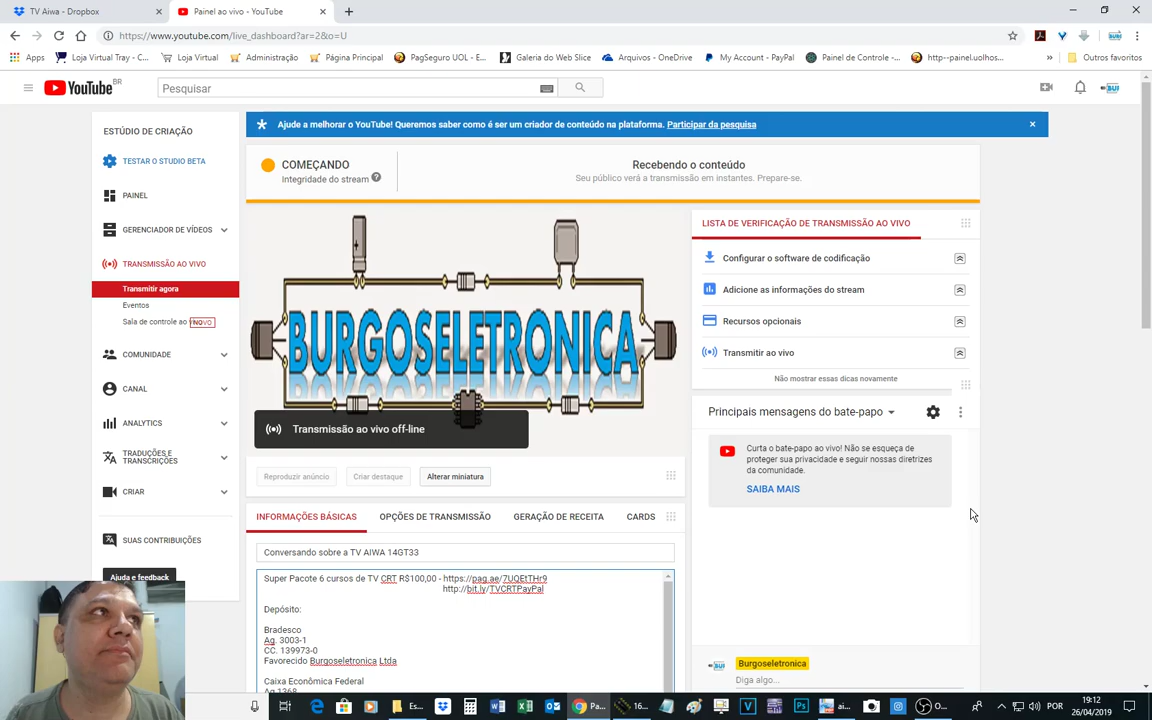 TV Aiwa - Dropbox
Painel ao vivo - YouTube
https://www.youtube.com/live_dashboard?ar=2&o=U
Apps
Loja Virtual Tray - C...
Loja Virtual
Administração
Página Principal
PagSeguro UOL - E...
Galeria do Web Slice
Arquivos - OneDrive
My Account - PayPal
Painel de Controle -...
http--painel.uolhos...
Outros favoritos
YouTube BR
Pesquisar
ESTÚDIO DE CRIAÇÃO
TESTAR O STUDIO BETA
PAINEL
GERENCIADOR DE VÍDEOS
TRANSMISSÃO AO VIVO
Transmitir agora
Eventos
Sala de controle ao NOVO
COMUNIDADE
CANAL
ANALYTICS
TRADUÇÕES E
TRANSCRIÇÕES
CRIAR
SUAS CONTRIBUIÇÕES
Ajuda e feedback
Ajude a melhorar o YouTube! Queremos saber como é ser um criador de conteúdo na plataforma. Participar da pesquisa
COMEÇANDO
Integridade do stream
Recebendo o conteúdo
Seu público verá a transmissão em instantes. Prepare-se.
BURGOSELETRONICA
Transmissão ao vivo off-line
Reproduzir anúncio
Criar destaque
Alterar miniatura
INFORMAÇÕES BÁSICAS
OPÇÕES DE TRANSMISSÃO
GERAÇÃO DE RECEITA
CARDS
Conversando sobre a TV AIWA 14GT33
Super Pacote 6 cursos de TV CRT R$100,00 - https://pag.ae/7UQEtTHr9
http://bit.ly/TVCRTPayPal
Depósito:
Bradesco
Ag. 3003-1
CC. 139973-0
Favorecido Burgoseletronica Ltda
Caixa Econômica Federal
Ag 1368
LISTA DE VERIFICAÇÃO DE TRANSMISSÃO AO VIVO
Configurar o software de codificação
Adicione as informações do stream
Recursos opcionais
Transmitir ao vivo
Não mostrar essas dicas novamente
Principais mensagens do bate-papo
Curta o bate-papo ao vivo! Não se esqueça de
proteger sua privacidade e seguir nossas diretrizes
da comunidade.
SAIBA MAIS
Burgoseletronica
Diga algo...
Es...
Pa...
16...
ai...
O...
POR
19:12
26/04/2019